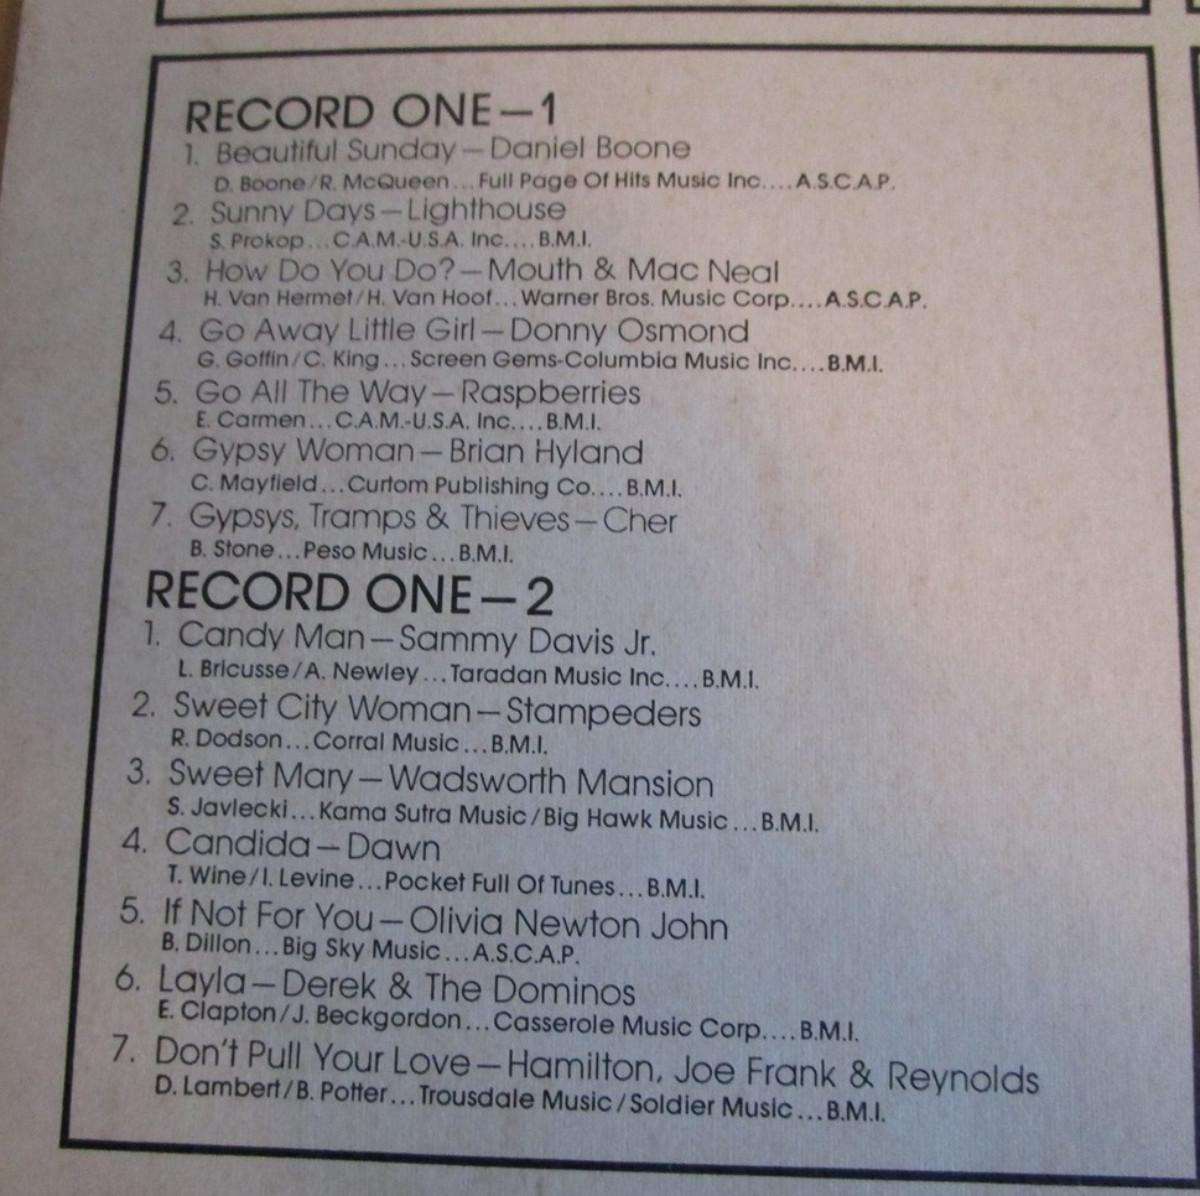 RECORD ONE—1
1. Beautiful Sunday—Daniel Boone
D. Boone/R. McQueen...Full Page Of Hits Music Inc....A.S.C.A.P.
2. Sunny Days—Lighthouse
S. Prokop...C.A.M.-U.S.A. Inc....B.M.I.
3. How Do You Do?—Mouth & Mac Neal
H. Van Hermet/H. Van Hoof...Warner Bros. Music Corp....A.S.C.A.P.
4. Go Away Little Girl—Donny Osmond
G. Goffin/C. King...Screen Gems-Columbia Music Inc....B.M.I.
5. Go All The Way—Raspberries
E. Carmen...C.A.M.-U.S.A. Inc....B.M.I.
6. Gypsy Woman—Brian Hyland
C. Mayfield...Curtom Publishing Co....B.M.I.
7. Gypsys, Tramps & Thieves—Cher
B. Stone...Peso Music...B.M.I.
RECORD ONE—2
1. Candy Man—Sammy Davis Jr.
L. Bricusse/A. Newley...Taradan Music Inc....B.M.I.
2. Sweet City Woman—Stampeders
R. Dodson...Corral Music...B.M.I.
3. Sweet Mary—Wadsworth Mansion
S. Javlecki...Kama Sutra Music/Big Hawk Music...B.M.I.
4. Candida—Dawn
T. Wine/I. Levine...Pocket Full Of Tunes...B.M.I.
5. If Not For You—Olivia Newton John
B. Dillon...Big Sky Music...A.S.C.A.P.
6. Layla—Derek & The Dominos
E. Clapton/J. Beckgordon...Casserole Music Corp....B.M.I.
7. Don't Pull Your Love—Hamilton, Joe Frank & Reynolds
D. Lambert/B. Potter...Trousdale Music/Soldier Music...B.M.I.